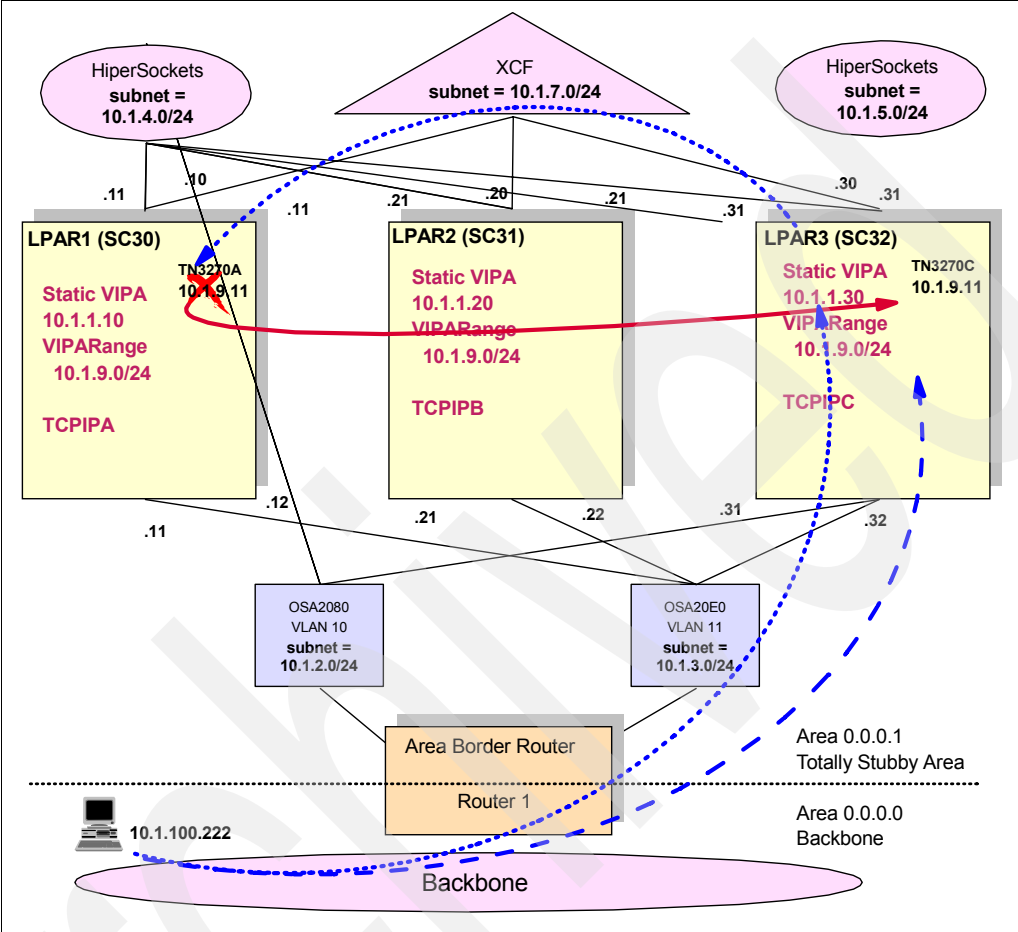 HiperSockets
subnet =
10.1.4.0/24
XCF
subnet = 10.1.7.0/24
HiperSockets
subnet =
10.1.5.0/24
.11
.10
.11
.21
.20
.21
.31
.30
.31
LPAR1 (SC30)
TN3270A
10.1.9.11
Static VIPA
10.1.1.10
VIPARange
10.1.9.0/24
TCPIPA
LPAR2 (SC31)
Static VIPA
10.1.1.20
VIPARange
10.1.9.0/24
TCPIPB
LPAR3 (SC32)
Static VIPA
10.1.1.30
VIPARange
10.1.9.0/24
TCPIPC
TN3270C
10.1.9.11
.11
.12
.21
.22
.31
.32
OSA2080
VLAN 10
subnet =
10.1.2.0/24
OSA20E0
VLAN 11
subnet =
10.1.3.0/24
Area Border Router
Router 1
Area 0.0.0.1
Totally Stubby Area
Area 0.0.0.0
Backbone
10.1.100.222
Backbone